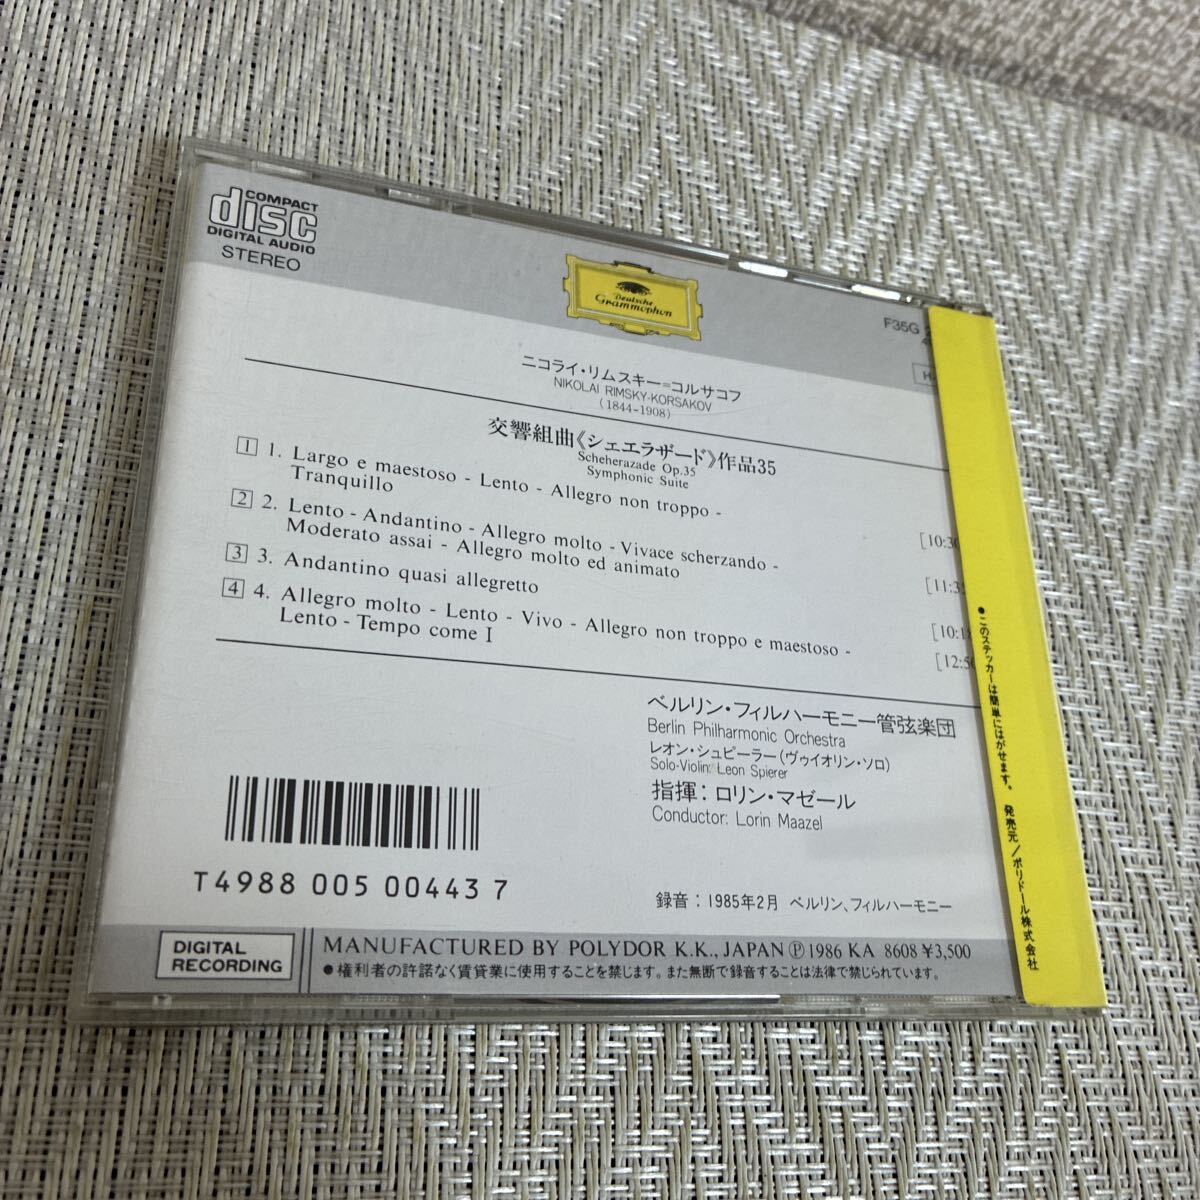 COMPACT
disc
DIGITAL AUDIO
STEREO
Deutsche
Grammophon
F35G
ニコライ・リムスキー=コルサコフ
NIKOLAI RIMSKY-KORSAKOV
(1844-1908)
交響組曲《シェエラザード》作品35
Scheherazade Op.35
Symphonic Suite
1 1. Largo e maestoso - Lento - Allegro non troppo -
Tranquillo
[10:30
2 2. Lento - Andantino - Allegro molto - Vivace scherzando -
Moderato assai - Allegro molto ed animato
3 3. Andantino quasi allegretto
4 4. Allegro molto - Lento - Vivo - Allegro non troppo e maestoso -
Lento - Tempo come I
[12:50
ベルリン・フィルハーモニー管弦楽団
Berlin Philharmonic Orchestra
レオン・シュピーラー(ヴァイオリン・ソロ)
Solo-Violin: Leon Spierer
指揮:ロリン・マゼール
Conductor: Lorin Maazel
T4988 005 00443 7
録音:1985年2月 ベルリン、フィルハーモニー
DIGITAL
RECORDING
MANUFACTURED BY POLYDOR K.K., JAPAN Ⓟ 1986 KA 8608 ¥3,500
●権利者の許諾なく賃貸業に使用することを禁じます。また無断で録音することは法律で禁じられています。
●このステッカーは簡単にはがせます。 発売元/ポリドール株式会社